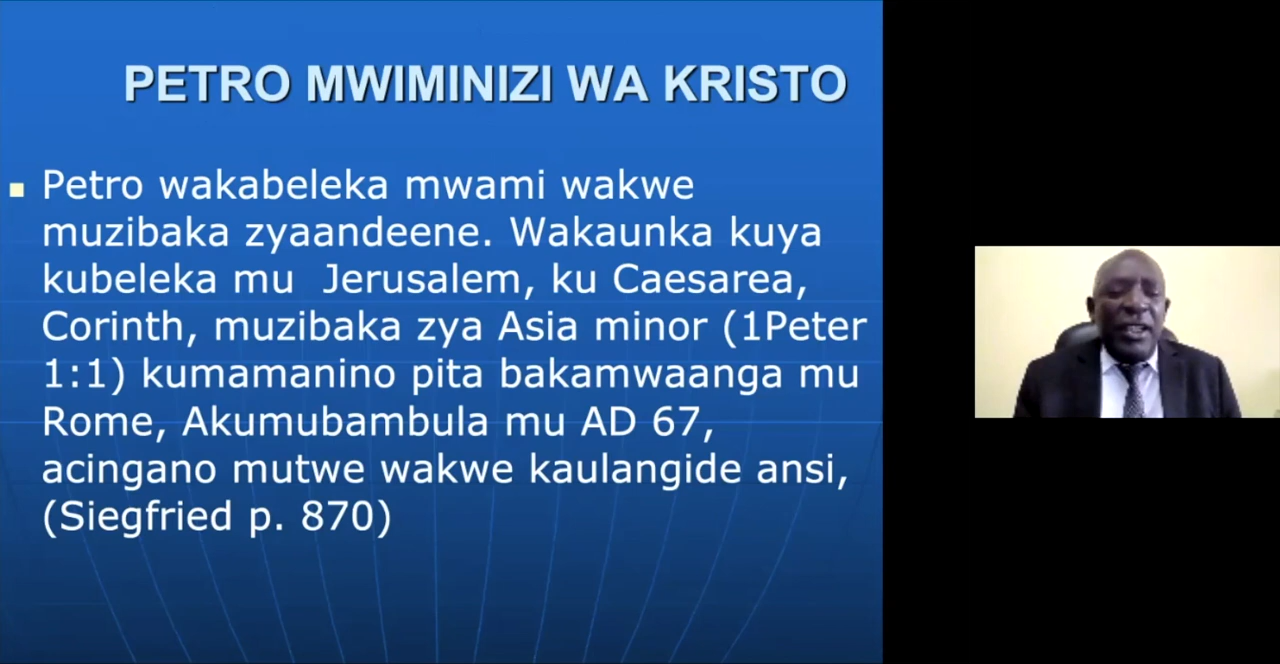 PETRO MWIMINIZI WA KRISTO
Petro wakabeleka mwami wakwe
muzibaka zyaandeene. Wakaunka kuya
kubeleka mu Jerusalem, ku Caesarea,
Corinth, muzibaka zya Asia minor (1Peter
1:1) kumamanino pita bakamwaanga mu
Rome, Akumubambula mu AD 67,
acingano mutwe wakwe kaulangide ansi,
(Siegfried p. 870)